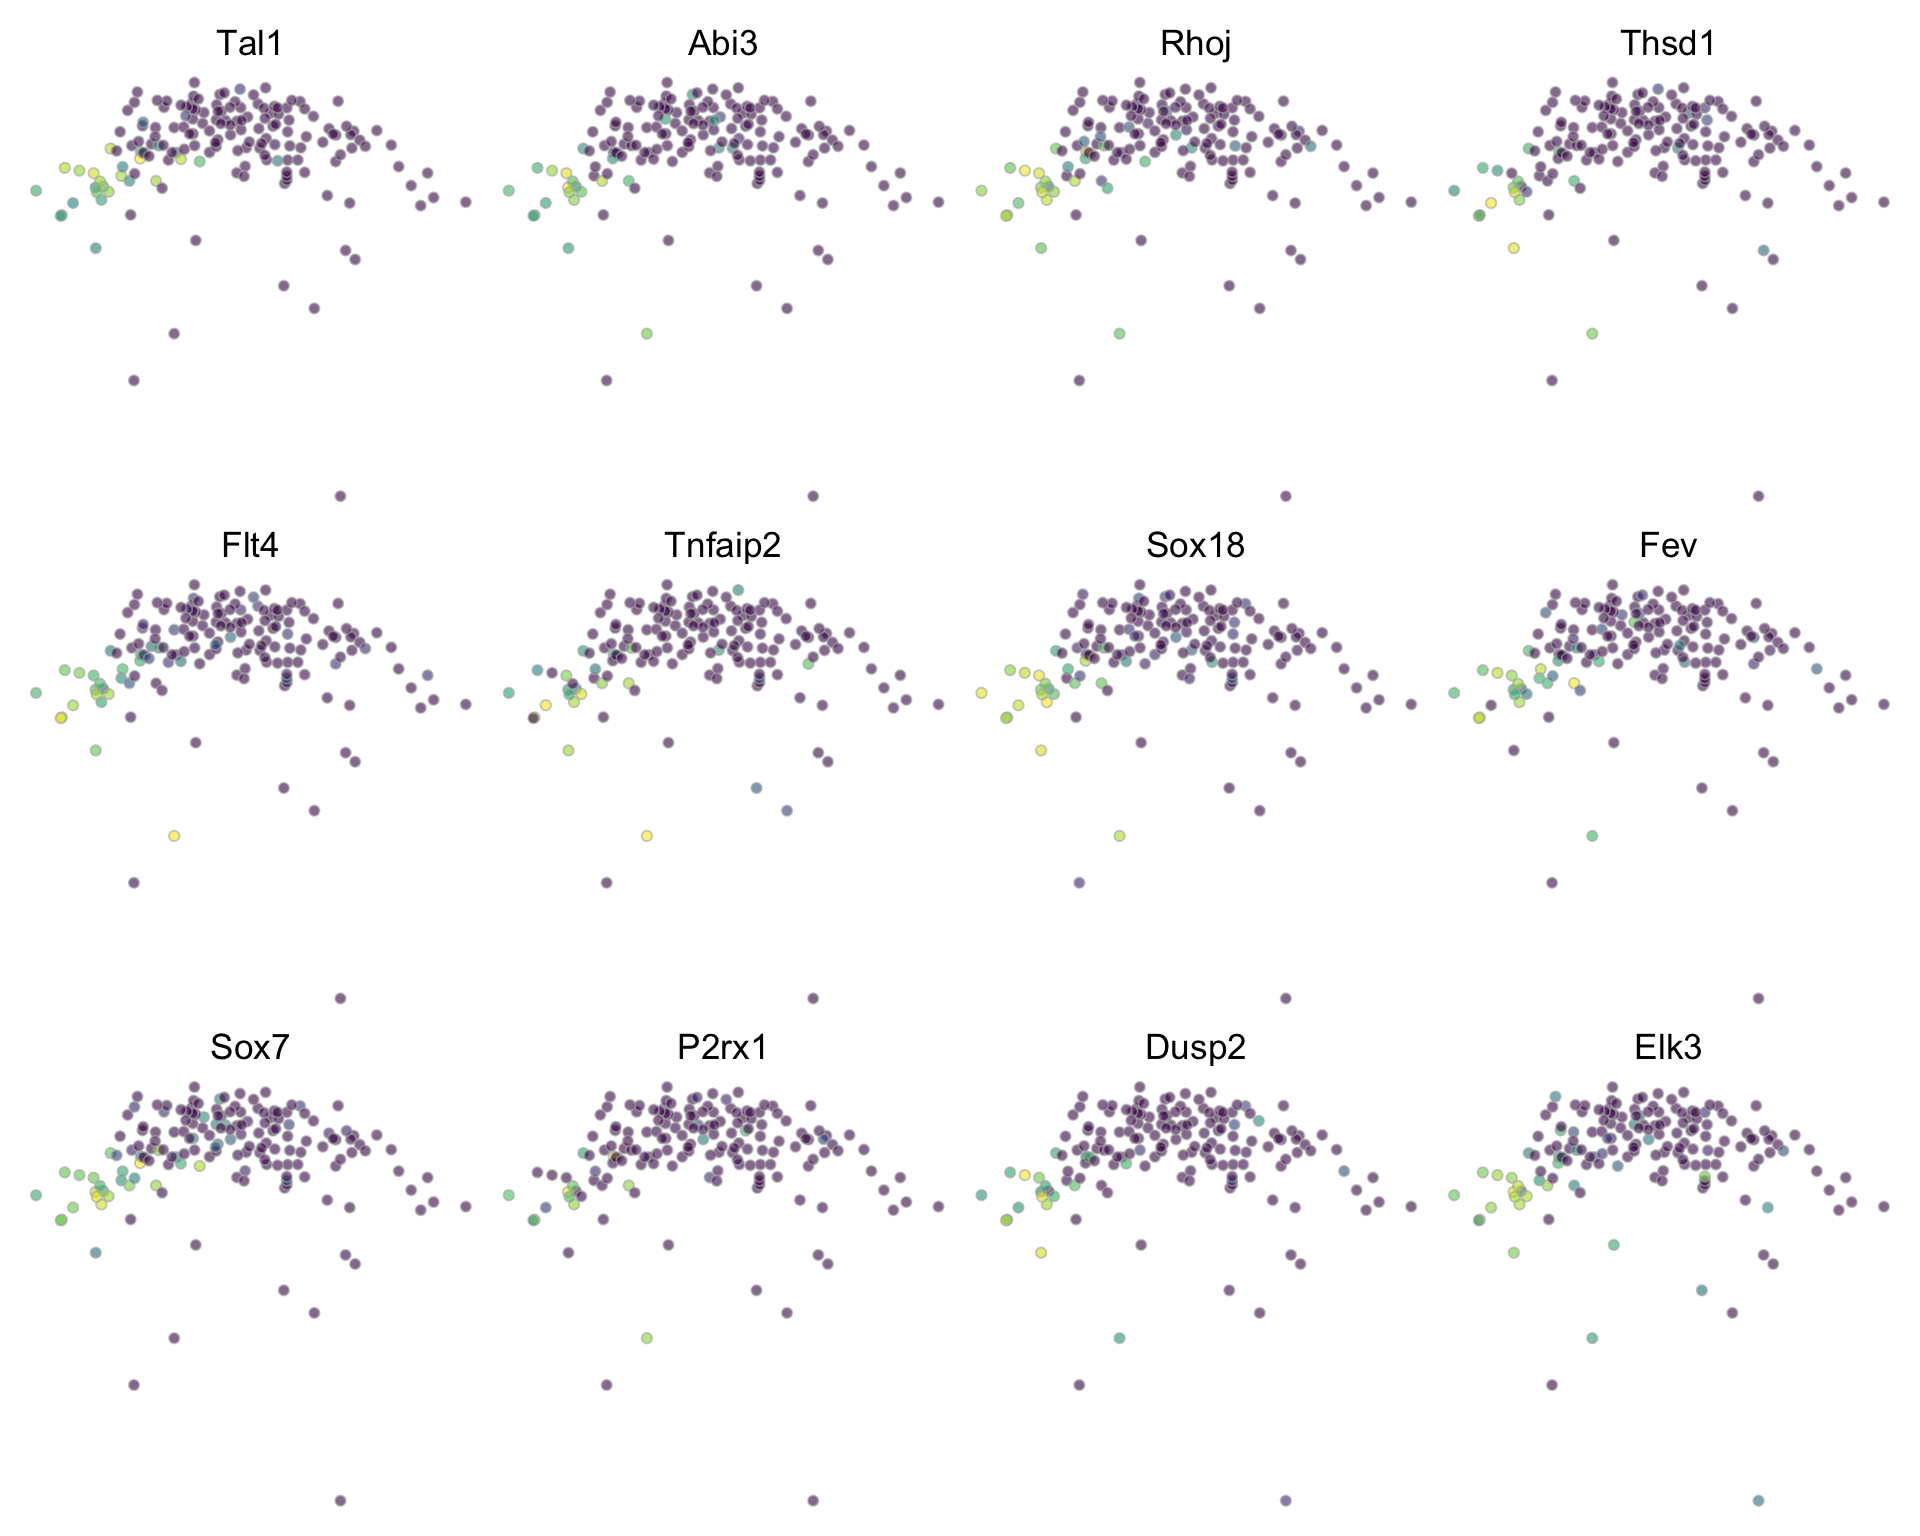 Tal1
Abi3
Rhoj
Thsd1
Flt4
Tnfaip2
Sox18
Fev
Sox7
P2rx1
Dusp2
Elk3